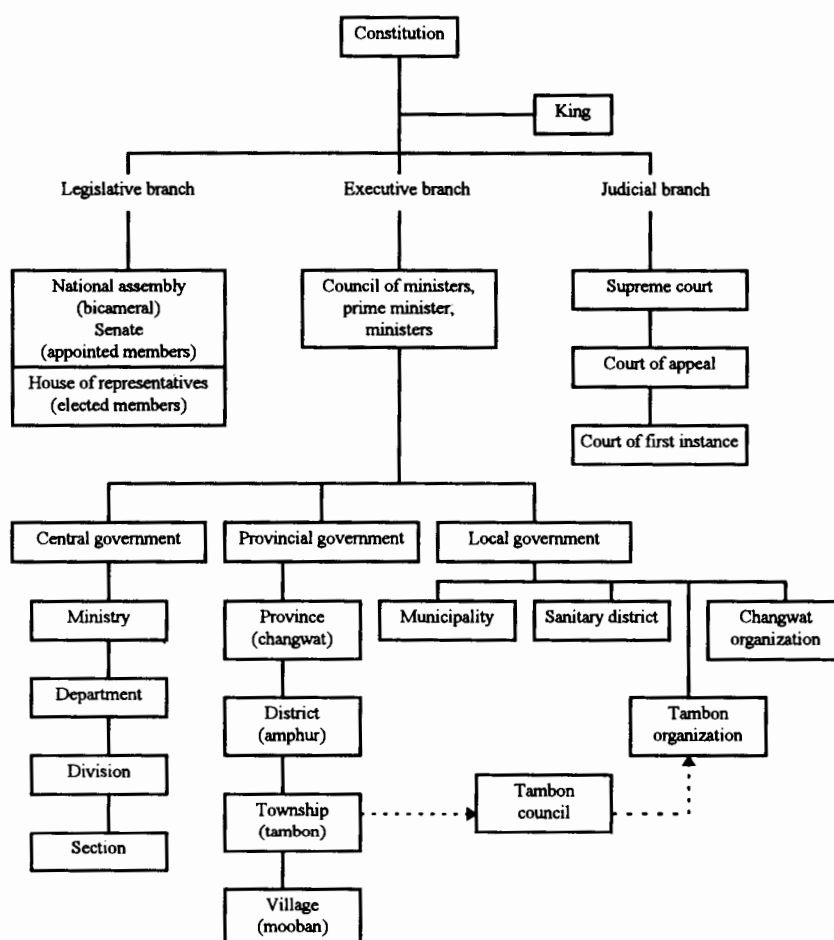 Constitution
King
Legislative branch
Executive branch
Judicial branch
National assembly
(bicameral)
Senate
(appointed members)
House of representatives
(elected members)
Council of ministers,
prime minister,
ministers
Supreme court
Court of appeal
Court of first instance
Central government
Provincial government
Local government
Ministry
Department
Division
Section
Province
(changwat)
District
(amphur)
Township
(tambon)
Village
(mooban)
Municipality
Sanitary district
Changwat
organization
Tambon
organization
Tambon
council